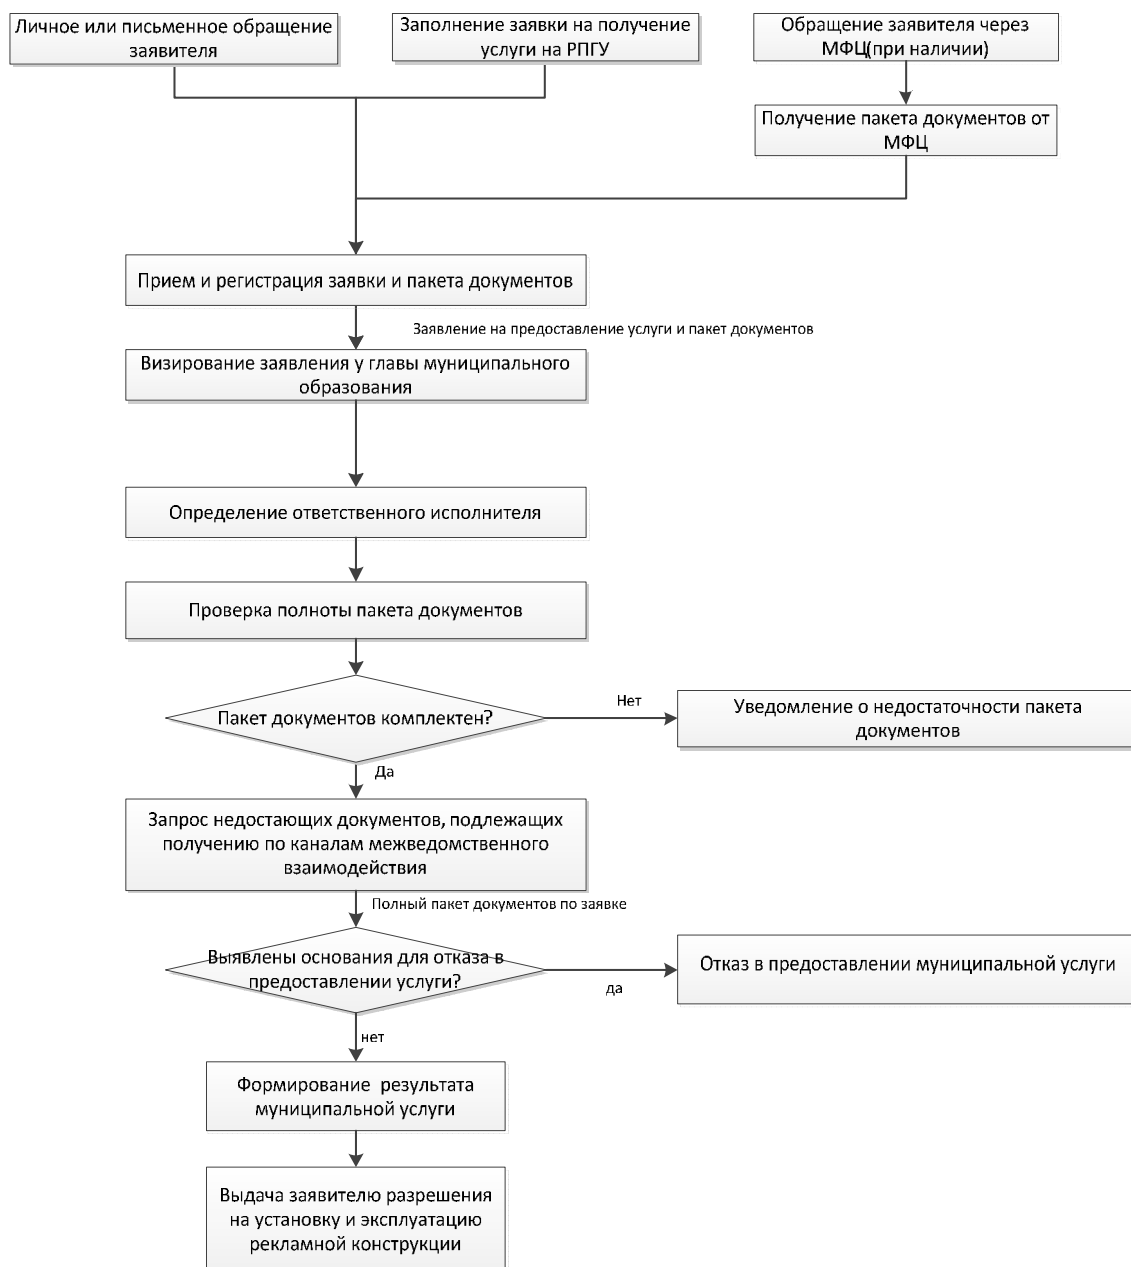 Личное или письменное обращение
заявителя
Заполнение заявки на получение
услуги на РПГУ
Обращение заявителя через
МФЦ(при наличии)
Получение пакета документов от
МФЦ
Прием и регистрация заявки и пакета документов
Заявление на предоставление услуги и пакет документов
Визирование заявления у главы муниципального
образования
Определение ответственного исполнителя
Проверка полноты пакета документов
Пакет документов комплектен?
Нет
Уведомление о недостаточности пакета
документов
Да
Запрос недостающих документов, подлежащих
получению по каналам межведомственного
взаимодействия
Полный пакет документов по заявке
Выявлены основания для отказа в
предоставлении услуги?
да
Отказ в предоставлении муниципальной услуги
нет
Формирование результата
муниципальной услуги
Выдача заявителю разрешения
на установку и эксплуатацию
рекламной конструкции